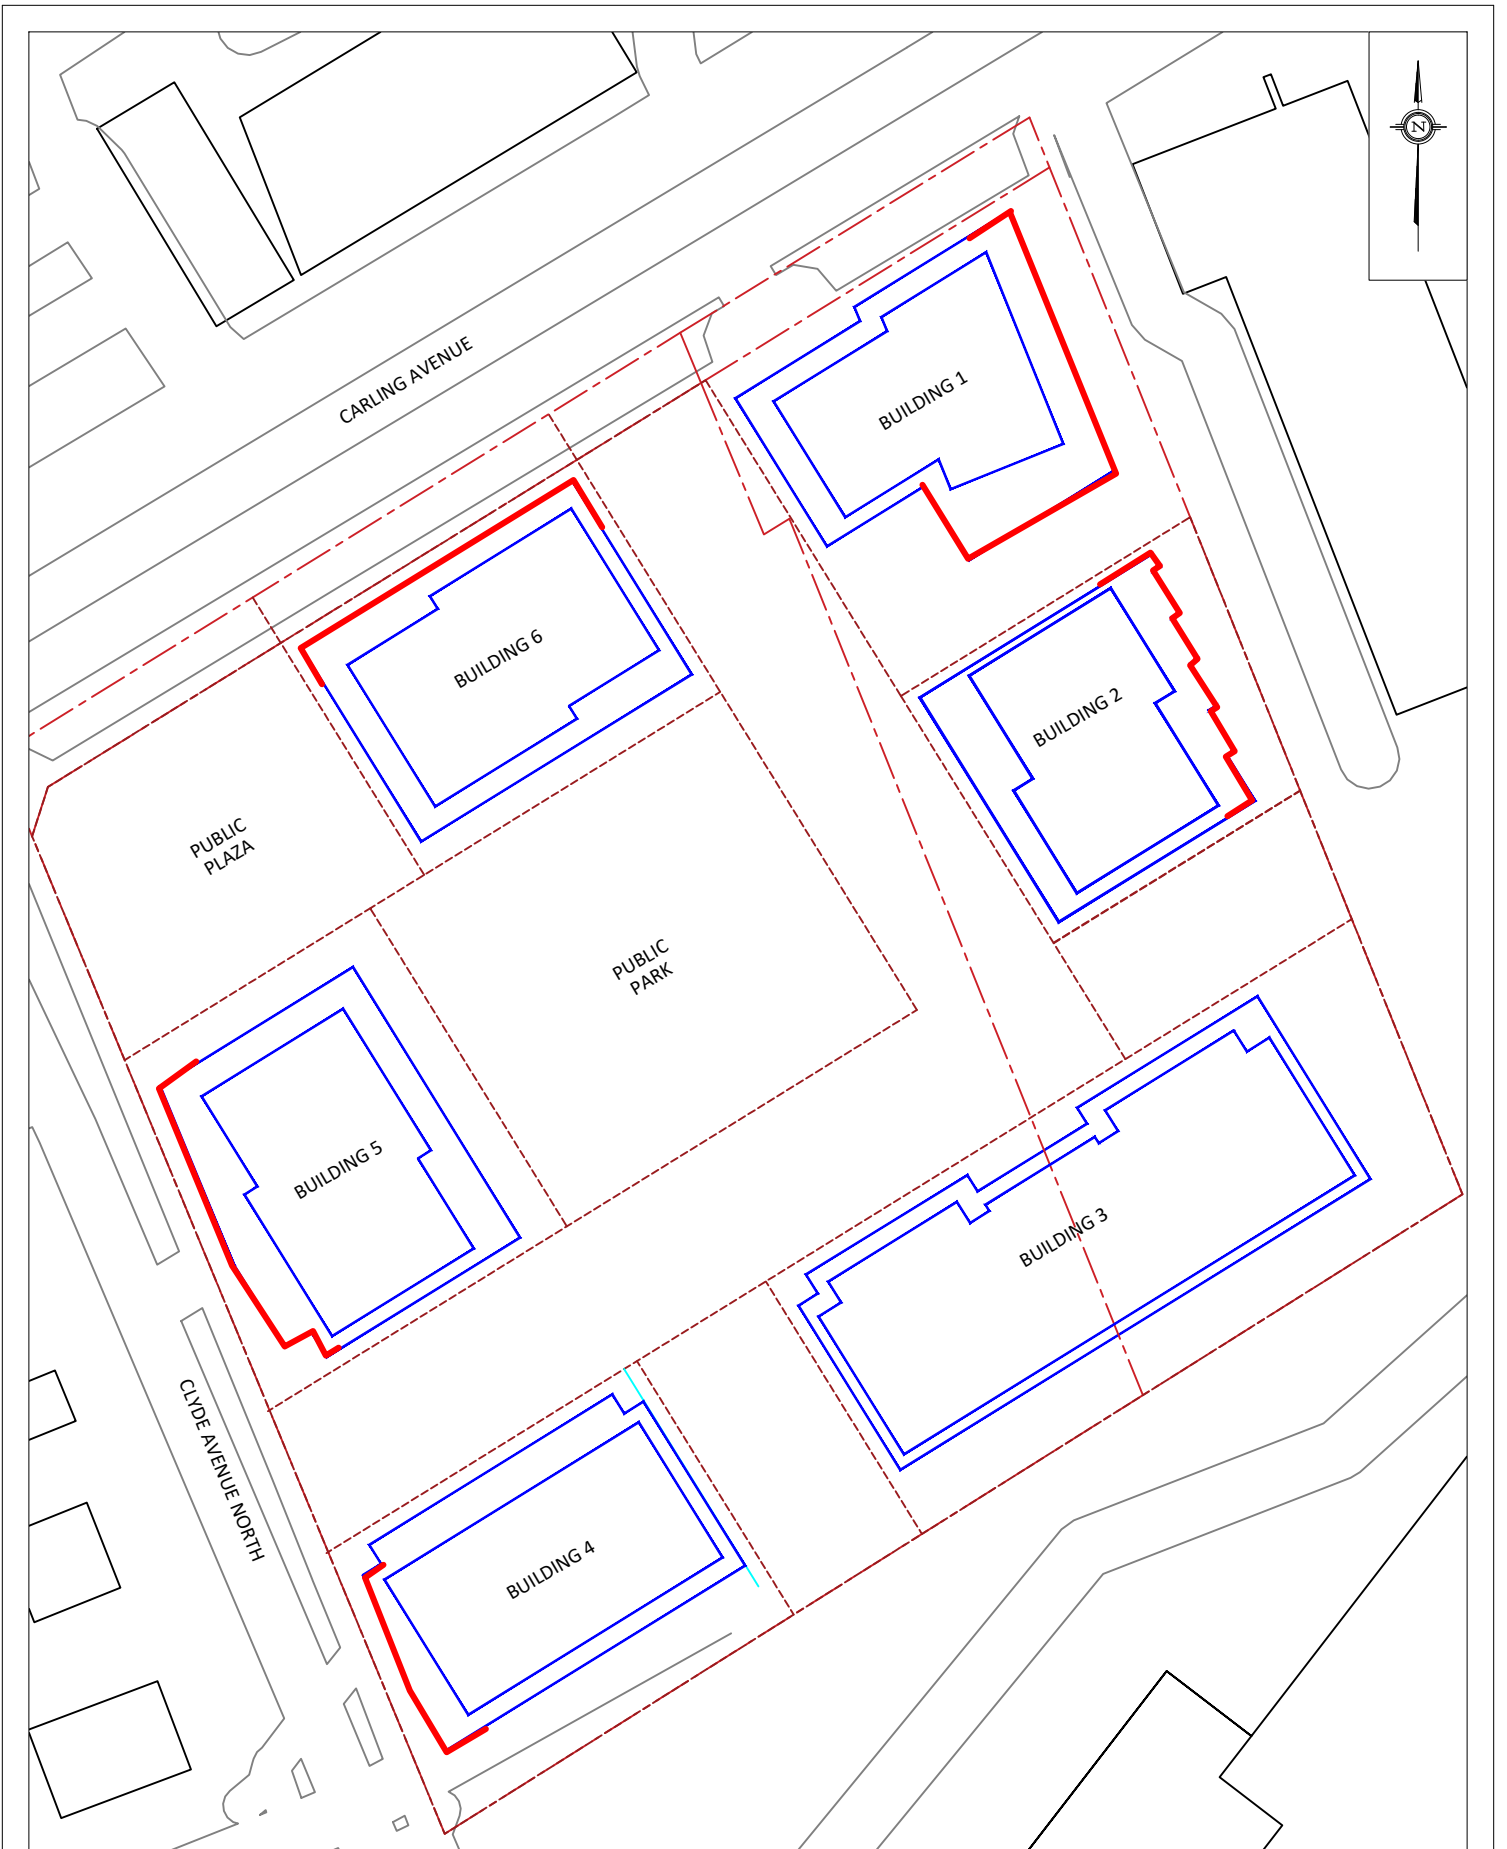 N
CARLING AVENUE
BUILDING 1
BUILDING 6
BUILDING 2
PUBLIC
PLAZA
PUBLIC
PARK
BUILDING 5
BUILDING 3
CLYDE AVENUE NORTH
BUILDING 4